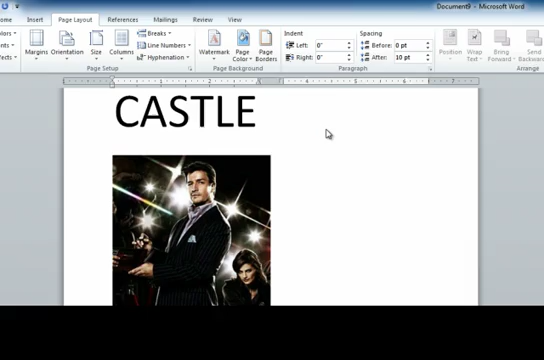 Document9 - Microsoft Word
Insert Page Layout References Mailings Review View
Breaks Indent Spacing
Line Numbers Left: 0" Before: 0 pt
Margins Orientation Size Columns Hyphenation Watermark Page Color Page Borders Right: 0" After: 10 pt Position Wrap Text Bring Forward Send
Page Setup Page Background Paragraph
CASTLE